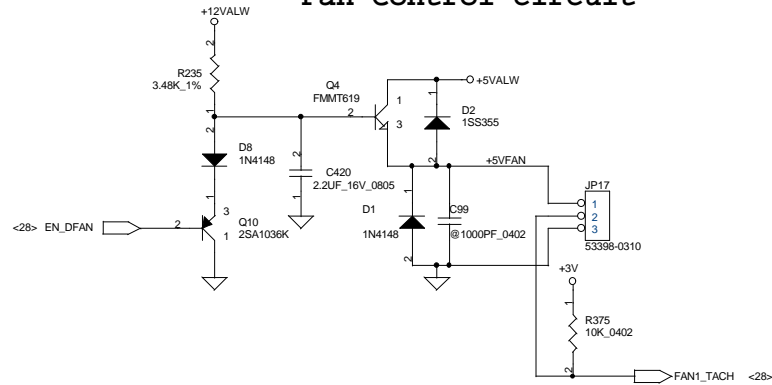 Fan Control Circuit
+12VALW
2
R235
3.48K_1%
1
2
D8
1N4148
1
3
Q10
2SA1036K
1
2
<28> EN_DFAN
2
C420
2.2UF_16V_0805
1
Q4
FMMT619
2
1
3
+5VALW
1
D2
1SS355
2
+5VFAN
1
D1
1N4148
2
C99
@1000PF_0402
JP17
1
2
3
53398-0310
+3V
1
R375
10K_0402
2
FAN1_TACH <28>